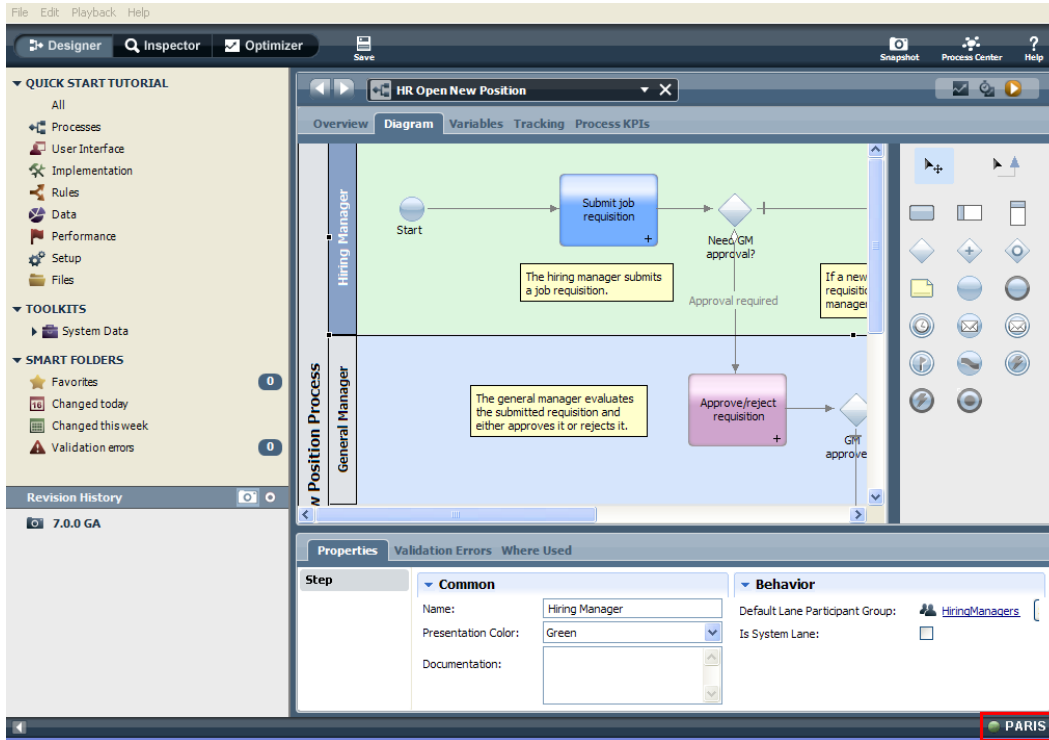 File Edit Playback Help
Designer Inspector Optimizer Save Snapshot Process Center Help
QUICK START TUTORIAL
All
Processes
User Interface
Implementation
Rules
Data
Performance
Setup
Files
TOOLKITS
System Data
SMART FOLDERS
Favorites 0
16 Changed today
Changed this week
Validation errors 0
Revision History
7.0.0 GA
HR Open New Position
Overview Diagram Variables Tracking Process KPIs
Hiring Manager
Start
Submit job
requisition
Need GM
approval?
The hiring manager submits
a job requisition.
If a new
requisitio
manager
Approval required
w Position Process
General Manager
The general manager evaluates
the submitted requisition and
either approves it or rejects it.
Approve/reject
requisition
GM
approve
Properties Validation Errors Where Used
Step
Common
Name: Hiring Manager
Presentation Color: Green
Documentation:
Behavior
Default Lane Participant Group: HiringManagers
Is System Lane:
PARIS